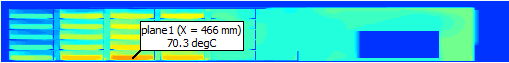 plane1 (X = 466 mm)
70.3 degC